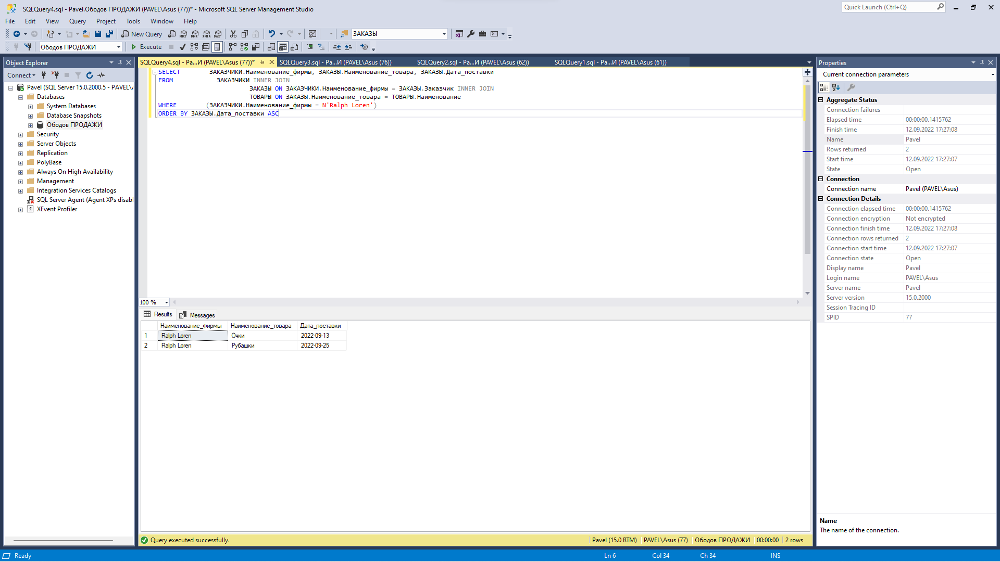 SQLQuery4.sql - Pavel.Ободов ПРОДАЖИ (PAVEL\Asus (77))* - Microsoft SQL Server Management Studio
Quick Launch (Ctrl+Q)
File Edit View Query Project Tools Window Help
New Query
ЗАКАЗЫ
Ободов ПРОДАЖИ
Execute
Object Explorer
Connect
Pavel (SQL Server 15.0.2000.5 - PAVEL\
Databases
System Databases
Database Snapshots
Ободов ПРОДАЖИ
Security
Server Objects
Replication
PolyBase
Always On High Availability
Management
Integration Services Catalogs
SQL Server Agent (Agent XPs disabl
XEvent Profiler
SQLQuery4.sql - Pa...И (PAVEL\Asus (77))* SQLQuery3.sql - Pa...И (PAVEL\Asus (76)) SQLQuery2.sql - Pa...И (PAVEL\Asus (62)) SQLQuery1.sql - Pa...И (PAVEL\Asus (61))
SELECT ЗАКАЗЧИКИ.Наименование_фирмы, ЗАКАЗЫ.Наименование_товара, ЗАКАЗЫ.Дата_поставки
FROM ЗАКАЗЧИКИ INNER JOIN
ЗАКАЗЫ ON ЗАКАЗЧИКИ.Наименование_фирмы = ЗАКАЗЫ.Заказчик INNER JOIN
ТОВАРЫ ON ЗАКАЗЫ.Наименование_товара = ТОВАРЫ.Наименование
WHERE (ЗАКАЗЧИКИ.Наименование_фирмы = N'Ralph Loren')
ORDER BY ЗАКАЗЫ.Дата_поставки ASC
100 %
Results Messages
Наименование_фирмы Наименование_товара Дата_поставки
1 Ralph Loren Очки 2022-09-13
2 Ralph Loren Рубашки 2022-09-25
Query executed successfully.
Pavel (15.0 RTM) PAVEL\Asus (77) Ободов ПРОДАЖИ 00:00:00 2 rows
Properties
Current connection parameters
Aggregate Status
Connection failures
Elapsed time 00:00:00.1415762
Finish time 12.09.2022 17:27:08
Name Pavel
Rows returned 2
Start time 12.09.2022 17:27:07
State Open
Connection
Connection name Pavel (PAVEL\Asus)
Connection Details
Connection elapsed time 00:00:00.1415762
Connection encryption Not encrypted
Connection finish time 12.09.2022 17:27:08
Connection rows returned 2
Connection start time 12.09.2022 17:27:07
Connection state Open
Display name Pavel
Login name PAVEL\Asus
Server name Pavel
Server version 15.0.2000
Session Tracing ID
SPID 77
Name
The name of the connection.
Ready
Ln 6 Col 34 Ch 34 INS